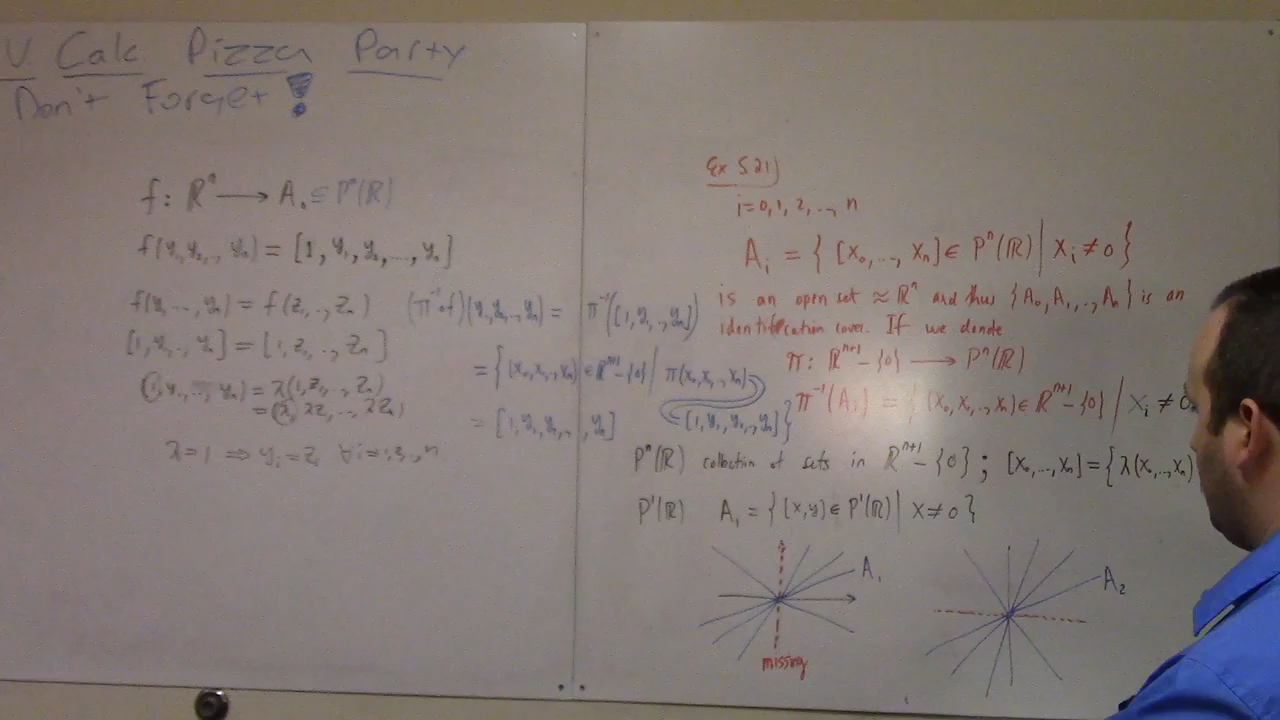 V. Calc Pizza Party
Don't Forget!
f: ℝⁿ ⟶ A₀ ⊆ Pⁿ(ℝ)
f(y₁, y₂, ..., yₙ) = [1, y₁, y₂, ..., yₙ]
f(y₁, ..., yₙ) = f(z₁, ..., zₙ)
[1, y₁, ..., yₙ] = [1, z₁, ..., zₙ]
(1, y₁, ..., yₙ) = λ(1, z₁, ..., zₙ)
= (λ, λz₁, ..., λzₙ)
λ = 1 ⇒ yᵢ = zᵢ ∀i = 1, 2, ..., n
(π⁻¹∘f)(y₁, y₂, ..., yₙ) = π⁻¹([1, y₁, ..., yₙ])
= {(x₀, x₁, ..., xₙ) ∈ ℝⁿ⁺¹ - {0} | π(x₀, x₁, ..., xₙ)
= [1, y₁, y₂, ..., yₙ]}
= [1, y₁, y₂, ..., yₙ]
Ex 5.21)
i = 0, 1, 2, ..., n
Aᵢ = { [x₀, ..., xₙ] ∈ Pⁿ(ℝ) | xᵢ ≠ 0 }
is an open set ≈ ℝⁿ and thus {A₀, A₁, ..., Aₙ} is an
identification cover. If we denote
π: ℝⁿ⁺¹ - {0} ⟶ Pⁿ(ℝ)
π⁻¹(Aᵢ) = { (x₀, x₁, ..., xₙ) ∈ ℝⁿ⁺¹ - {0} | xᵢ ≠ 0
Pⁿ(ℝ) collection of sets in ℝⁿ⁺¹ - {0} ; [x₀, ..., xₙ] = { λ(x₀, ..., xₙ)
P¹(ℝ) A₁ = { [x, y] ∈ P¹(ℝ) | x ≠ 0 }
A₁
A₂
missing